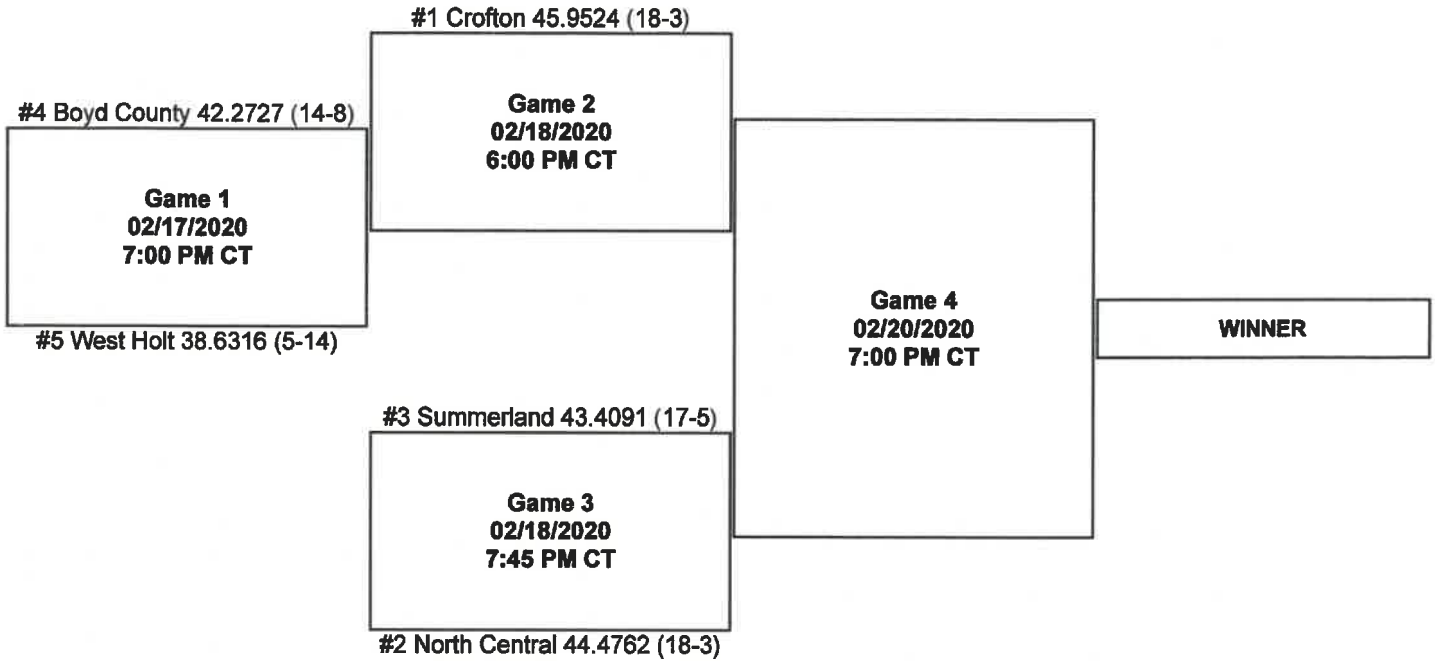 #1 Crofton 45.9524 (18-3)
#4 Boyd County 42.2727 (14-8)
Game 2
02/18/2020
6:00 PM CT
Game 1
02/17/2020
7:00 PM CT
#5 West Holt 38.6316 (5-14)
Game 4
02/20/2020
7:00 PM CT
WINNER
#3 Summerland 43.4091 (17-5)
Game 3
02/18/2020
7:45 PM CT
#2 North Central 44.4762 (18-3)